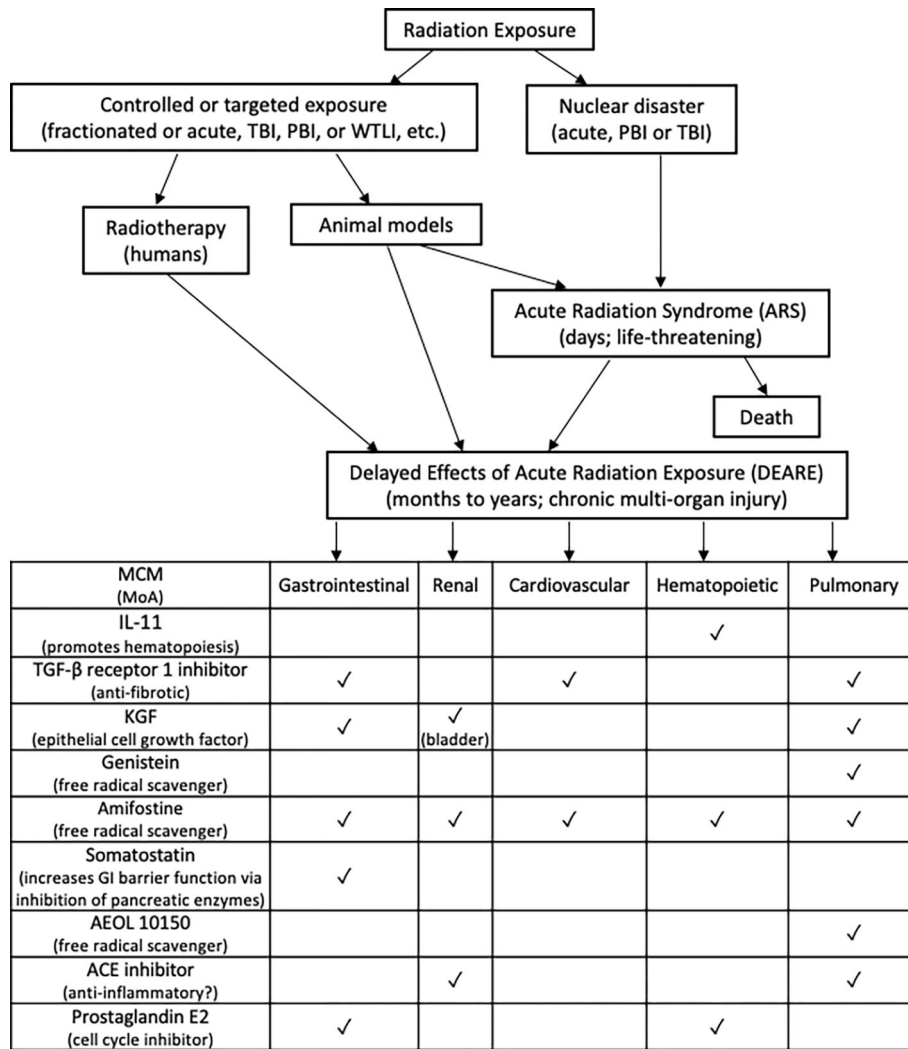 Radiation Exposure
Controlled or targeted exposure
(fractionated or acute, TBI, PBI, or WTLI, etc.)
Nuclear disaster
(acute, PBI or TBI)
Radiotherapy
(humans)
Animal models
Acute Radiation Syndrome (ARS)
(days; life-threatening)
Death
Delayed Effects of Acute Radiation Exposure (DEARE)
(months to years; chronic multi-organ injury)
MCM
(MoA)
Gastrointestinal
Renal
Cardiovascular
Hematopoietic
Pulmonary
IL-11
(promotes hematopoiesis)
✓
TGF-β receptor 1 inhibitor
(anti-fibrotic)
✓ ✓ ✓
KGF
(epithelial cell growth factor)
✓ ✓ ✓
(bladder)
Genistein
(free radical scavenger)
✓
Amifostine
(free radical scavenger)
✓ ✓ ✓ ✓ ✓
Somatostatin
(increases GI barrier function via
inhibition of pancreatic enzymes)
✓
AEOL 10150
(free radical scavenger)
✓
ACE inhibitor
(anti-inflammatory?)
✓ ✓
Prostaglandin E2
(cell cycle inhibitor)
✓ ✓